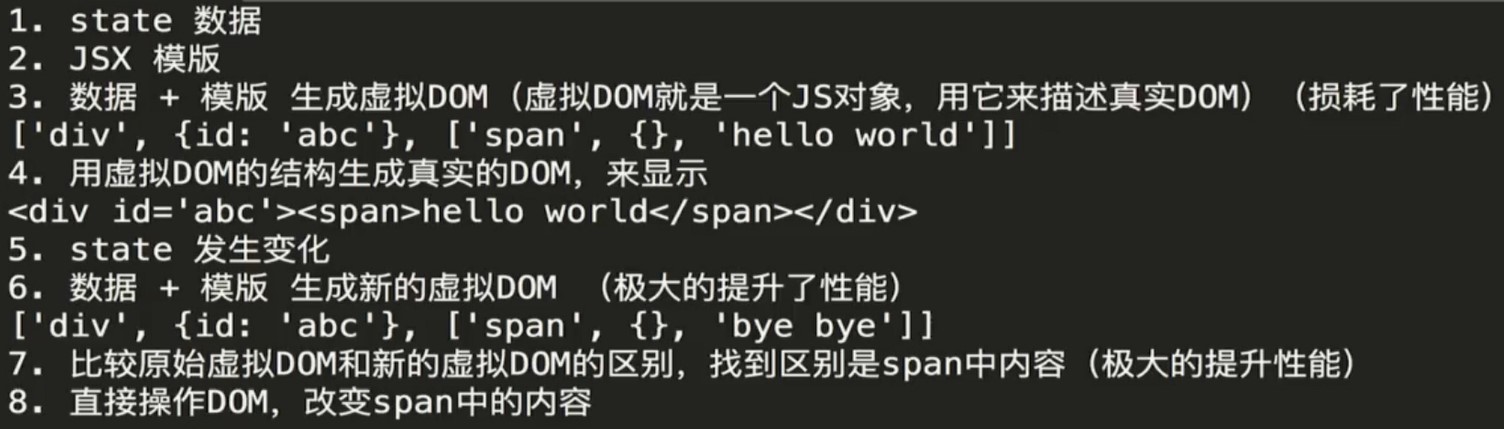 1. state 数据
2. JSX 模版
3. 数据 + 模版 生成虚拟DOM（虚拟DOM就是一个JS对象，用它来描述真实DOM）（损耗了性能）
['div', {id: 'abc'}, ['span', {}, 'hello world']]
4. 用虚拟DOM的结构生成真实的DOM，来显示
<div id='abc'><span>hello world</span></div>
5. state 发生变化
6. 数据 + 模版 生成新的虚拟DOM （极大的提升了性能）
['div', {id: 'abc'}, ['span', {}, 'bye bye']]
7. 比较原始虚拟DOM和新的虚拟DOM的区别，找到区别是span中内容（极大的提升性能）
8. 直接操作DOM，改变span中的内容